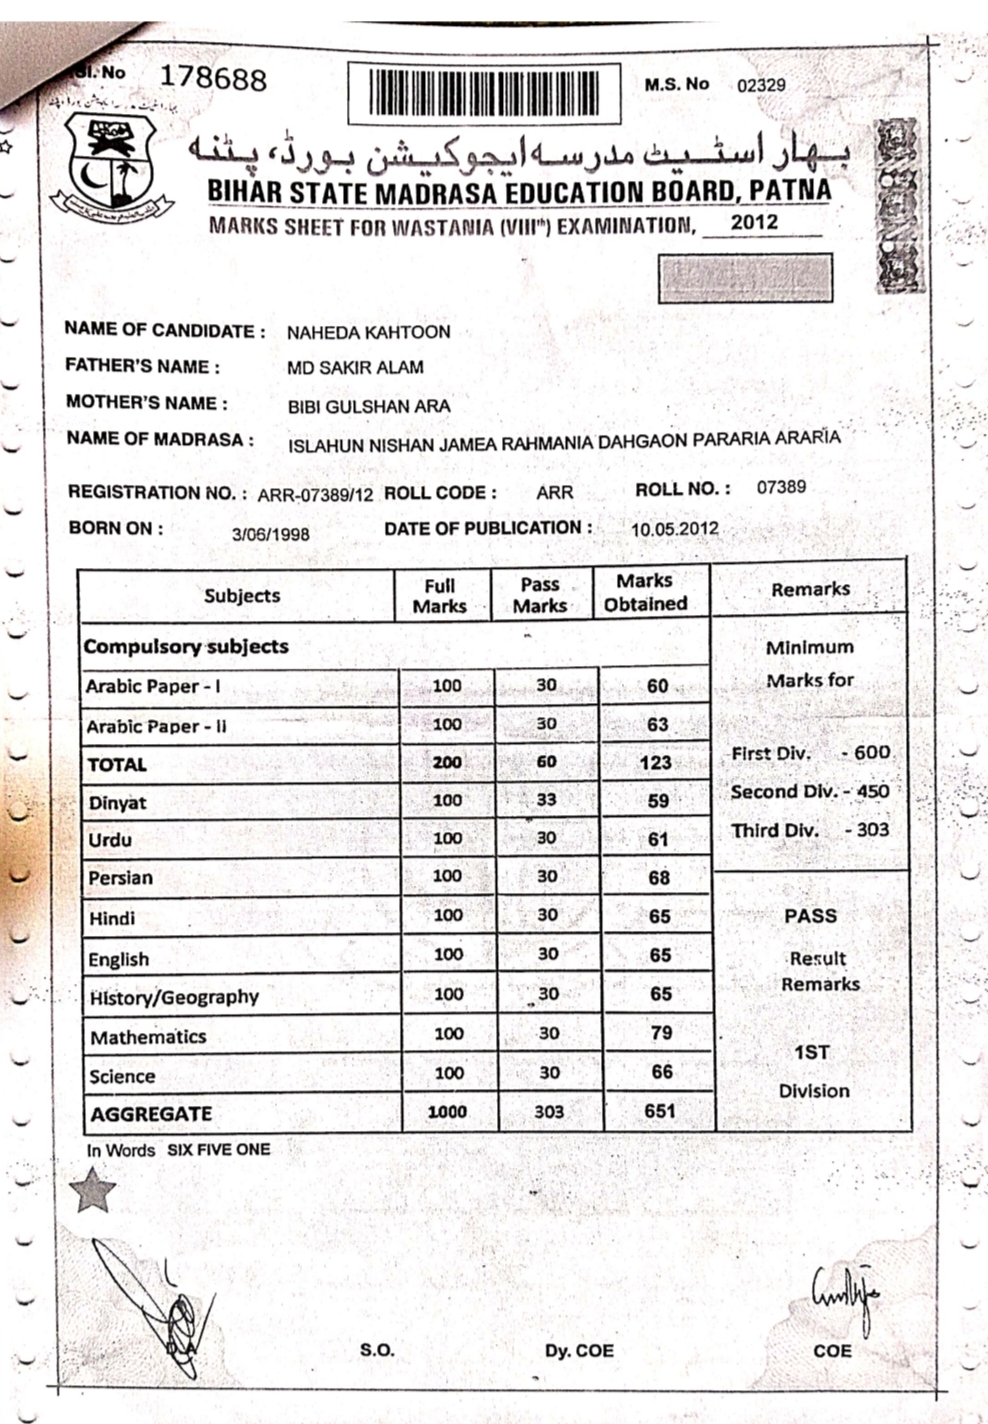 Sl. No 178688
M.S. No 02329
بہار اسٹیٹ مدرسہ ایجوکیشن بورڈ، پٹنہ
BIHAR STATE MADRASA EDUCATION BOARD, PATNA
MARKS SHEET FOR WASTANIA (VIIIth) EXAMINATION, 2012
NAME OF CANDIDATE : NAHEDA KAHTOON
FATHER'S NAME : MD SAKIR ALAM
MOTHER'S NAME : BIBI GULSHAN ARA
NAME OF MADRASA : ISLAHUN NISHAN JAMEA RAHMANIA DAHGAON PARARIA ARARIA
REGISTRATION NO. : ARR-07389/12 ROLL CODE : ARR ROLL NO. : 07389
BORN ON : 3/06/1998 DATE OF PUBLICATION : 10.05.2012
Subjects Full Marks Pass Marks Marks Obtained Remarks
Compulsory subjects
Arabic Paper - I 100 30 60
Arabic Paper - II 100 30 63
TOTAL 200 60 123
Dinyat 100 33 59
Urdu 100 30 61
Persian 100 30 68
Hindi 100 30 65
English 100 30 65
History/Geography 100 30 65
Mathematics 100 30 79
Science 100 30 66
AGGREGATE 1000 303 651
Minimum
Marks for
First Div. - 600
Second Div. - 450
Third Div. - 303
PASS
Result
Remarks
1ST
Division
In Words SIX FIVE ONE
D.A S.O. Dy. COE COE